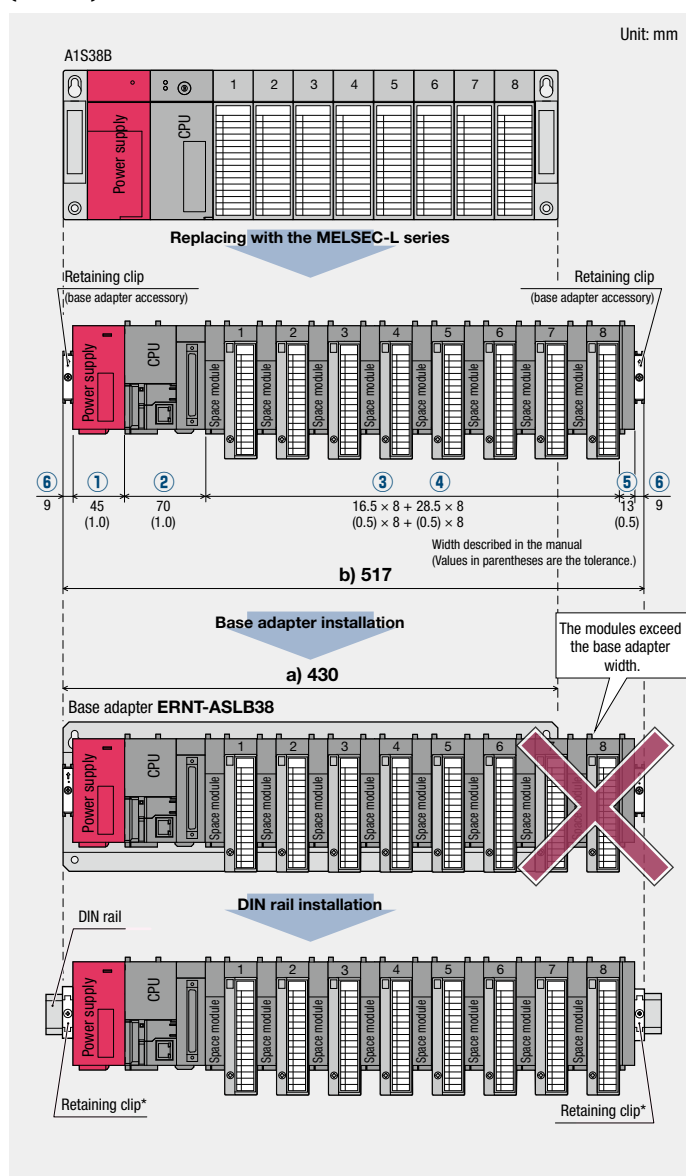 Unit: mm
A1S38B
Power supply
CPU
1 2 3 4 5 6 7 8
Replacing with the MELSEC-L series
Retaining clip
(base adapter accessory)
Retaining clip
(base adapter accessory)
Power supply
CPU
Space module Space module Space module Space module Space module Space module Space module Space module
1 2 3 4 5 6 7 8
⑥ ① ② ③ ④ ⑤ ⑥
9 45 70 16.5 × 8 + 28.5 × 8 13 9
(1.0) (1.0) (0.5) × 8 + (0.5) × 8 (0.5)
Width described in the manual
(Values in parentheses are the tolerance.)
b) 517
Base adapter installation
The modules exceed
the base adapter
width.
a) 430
Base adapter ERNT-ASLB38
Power supply
CPU
Space module Space module Space module Space module Space module Space module
1 2 3 4 5 6 8
DIN rail installation
DIN rail
Power supply
CPU
Space module Space module Space module Space module Space module Space module Space module Space module
1 2 3 4 5 6 7 8
Retaining clip*
Retaining clip*